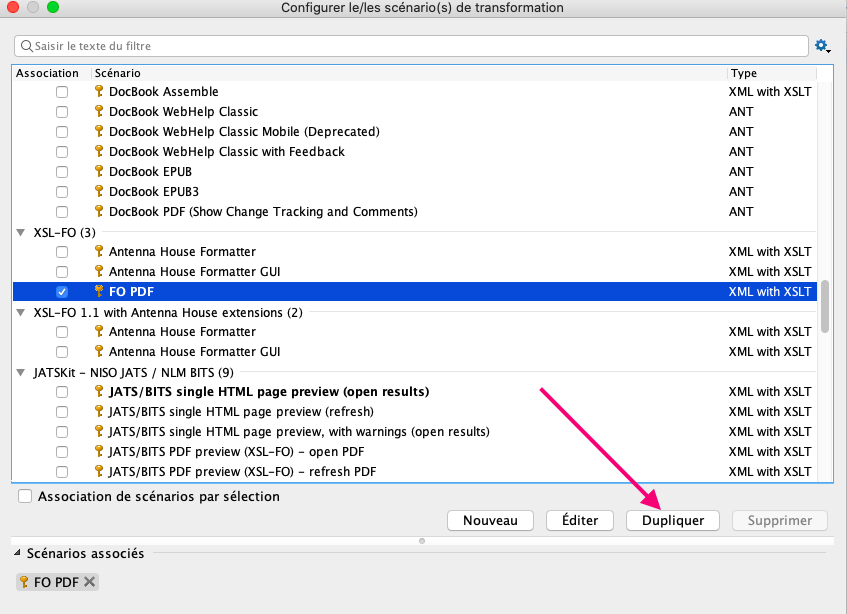 Configurer le/les scénario(s) de transformation
Saisir le texte du filtre
Association Scénario Type
DocBook Assemble XML with XSLT
DocBook WebHelp Classic ANT
DocBook WebHelp Classic Mobile (Deprecated) ANT
DocBook WebHelp Classic with Feedback ANT
DocBook EPUB ANT
DocBook EPUB3 ANT
DocBook PDF (Show Change Tracking and Comments) ANT
XSL-FO (3)
Antenna House Formatter XML with XSLT
Antenna House Formatter GUI XML with XSLT
FO PDF XML with XSLT
XSL-FO 1.1 with Antenna House extensions (2)
Antenna House Formatter XML with XSLT
Antenna House Formatter GUI XML with XSLT
JATSKit - NISO JATS / NLM BITS (9)
JATS/BITS single HTML page preview (open results) XML with XSLT
JATS/BITS single HTML page preview (refresh) XML with XSLT
JATS/BITS single HTML page preview, with warnings (open results) XML with XSLT
JATS/BITS PDF preview (XSL-FO) - open PDF XML with XSLT
JATS/BITS PDF preview (XSL-FO) - refresh PDF XML with XSLT
Association de scénarios par sélection
Nouveau Éditer Dupliquer Supprimer
Scénarios associés
FO PDF